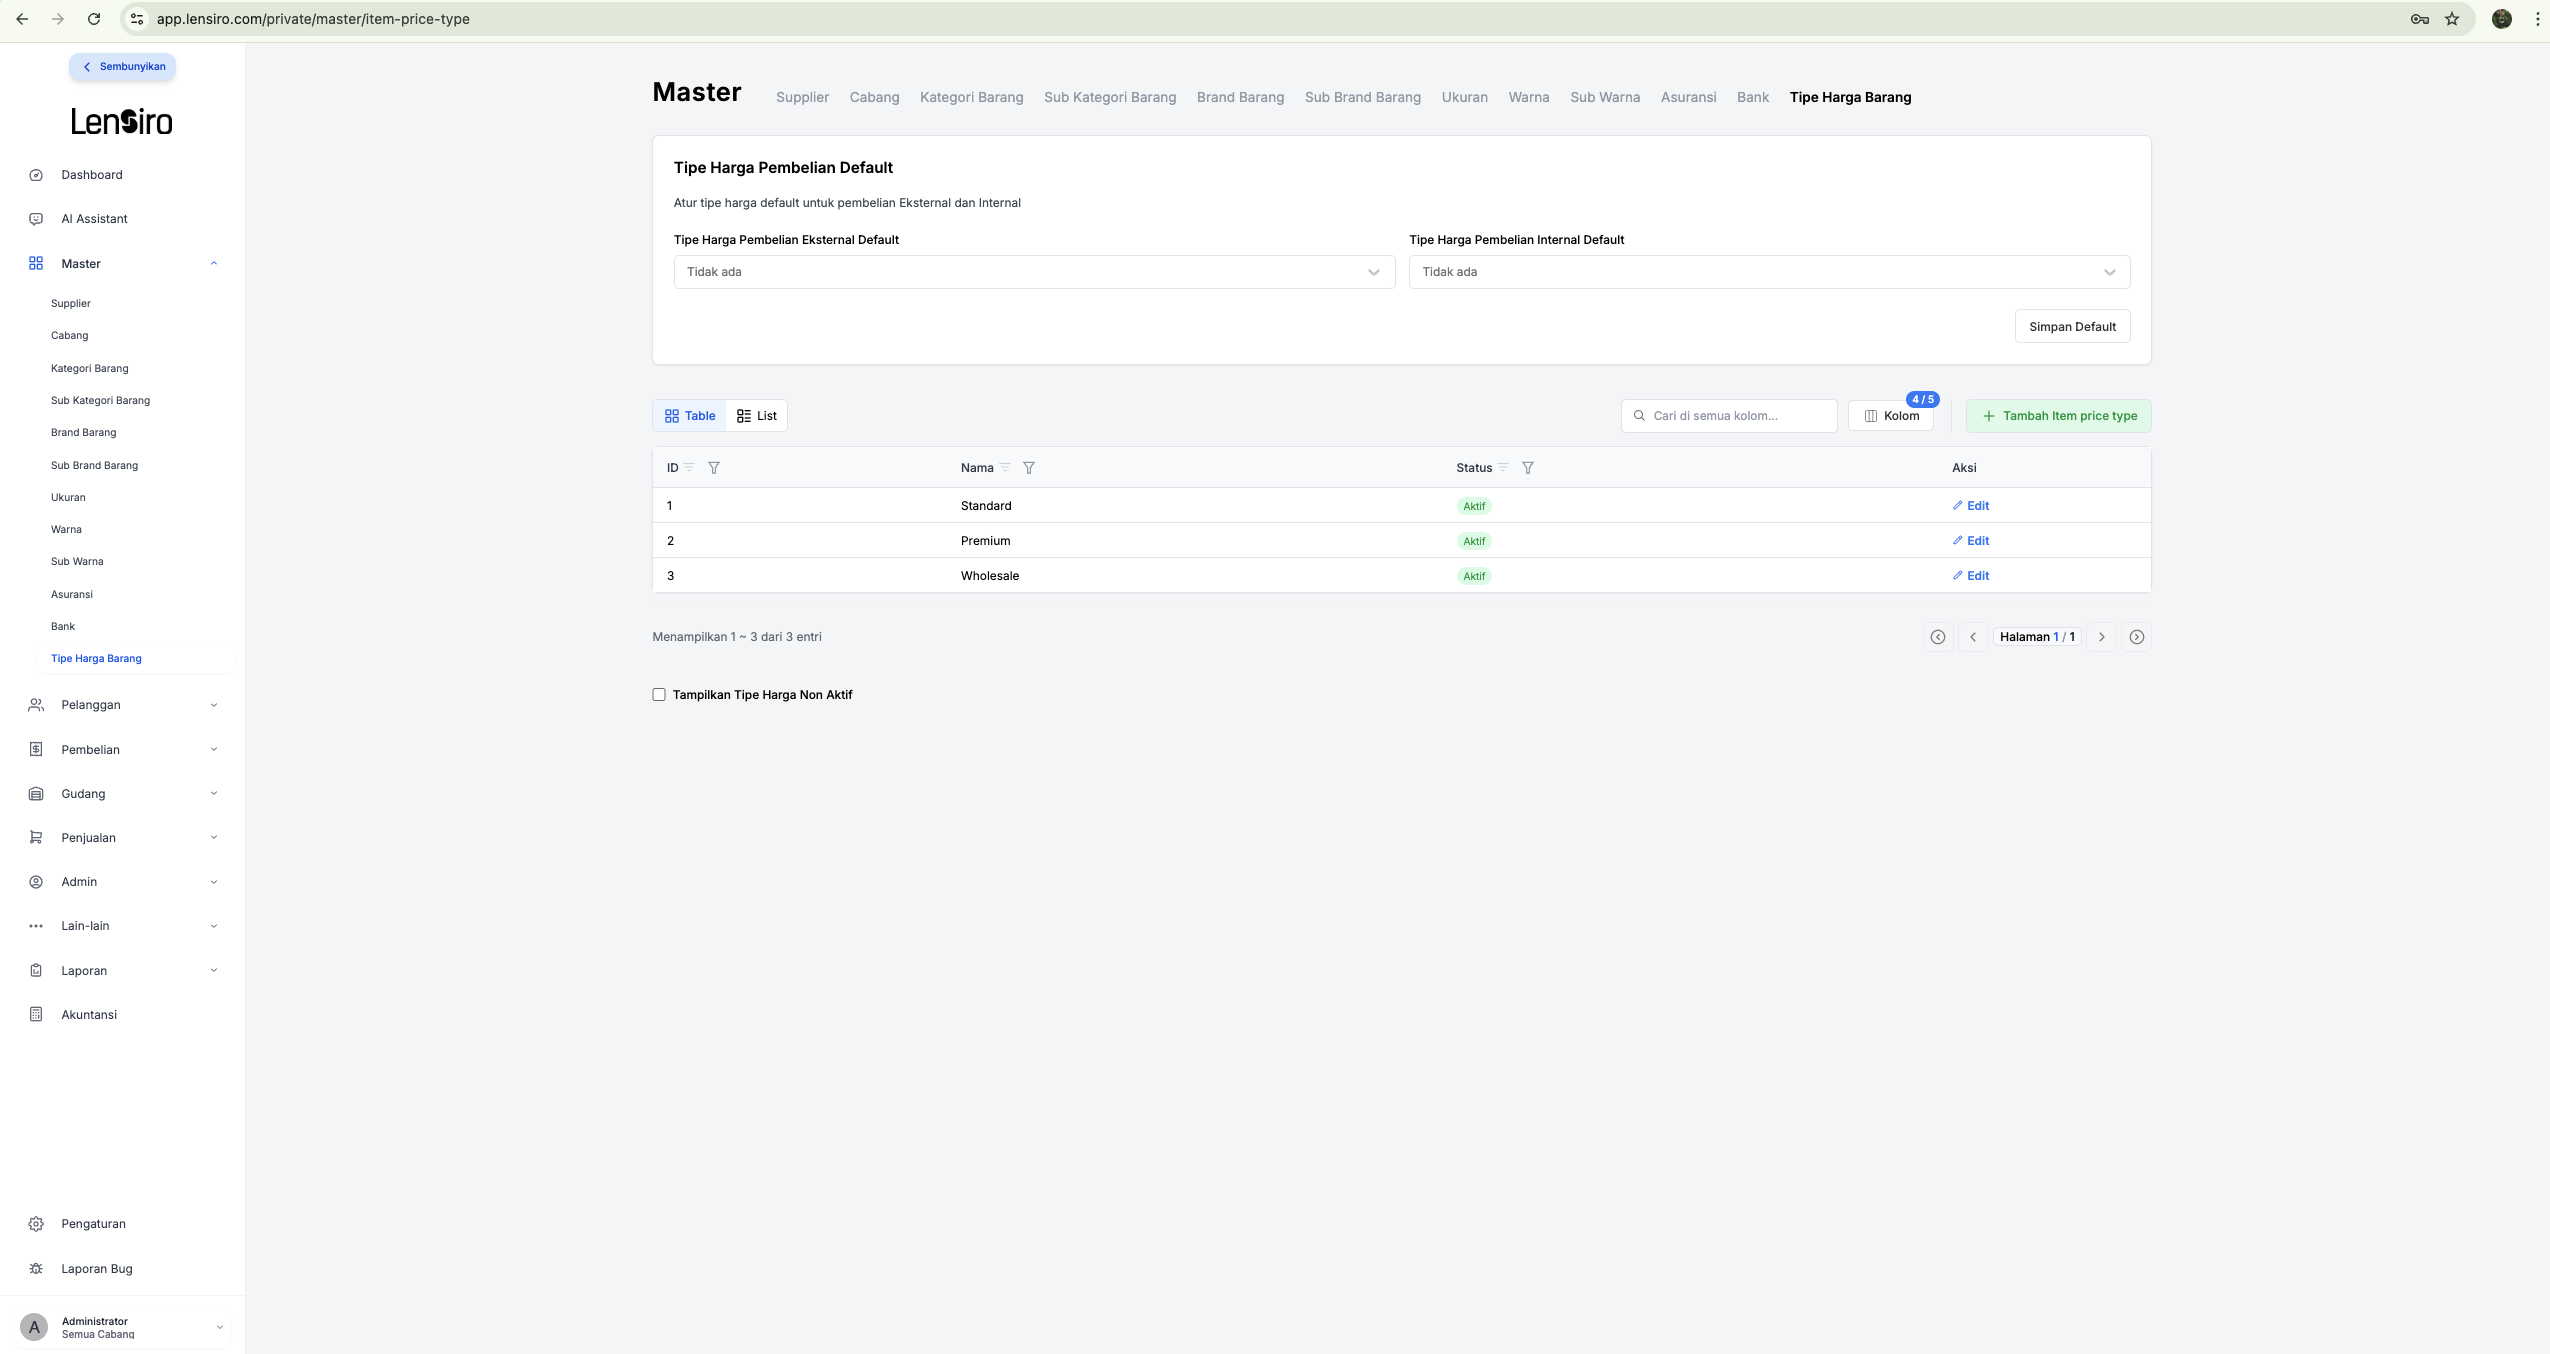 app.lensiro.com/private/master/item-price-type
Sembunyikan
LenSiro
Dashboard
AI Assistant
Master
Supplier
Cabang
Kategori Barang
Sub Kategori Barang
Brand Barang
Sub Brand Barang
Ukuran
Warna
Sub Warna
Asuransi
Bank
Tipe Harga Barang
Pelanggan
Pembelian
Gudang
Penjualan
Admin
Lain-lain
Laporan
Akuntansi
Pengaturan
Laporan Bug
A
Administrator
Semua Cabang
Master Supplier Cabang Kategori Barang Sub Kategori Barang Brand Barang Sub Brand Barang Ukuran Warna Sub Warna Asuransi Bank Tipe Harga Barang
Tipe Harga Pembelian Default
Atur tipe harga default untuk pembelian Eksternal dan Internal
Tipe Harga Pembelian Eksternal Default Tipe Harga Pembelian Internal Default
Tidak ada Tidak ada
Simpan Default
Table List Cari di semua kolom... Kolom 4 / 5 Tambah Item price type
ID Nama Status Aksi
1 Standard Aktif Edit
2 Premium Aktif Edit
3 Wholesale Aktif Edit
Menampilkan 1 ~ 3 dari 3 entri Halaman 1 / 1
Tampilkan Tipe Harga Non Aktif